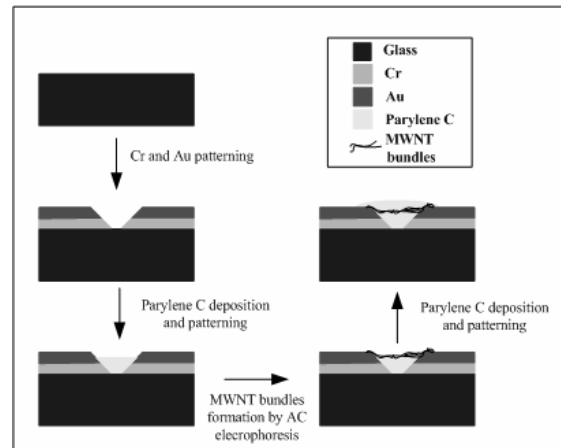 Glass
Cr
Au
Parylene C
MWNT
bundles
Cr and Au patterning
Parylene C deposition
and patterning
MWNT bundles
formation by AC
elecrophoresis
Parylene C deposition
and patterning